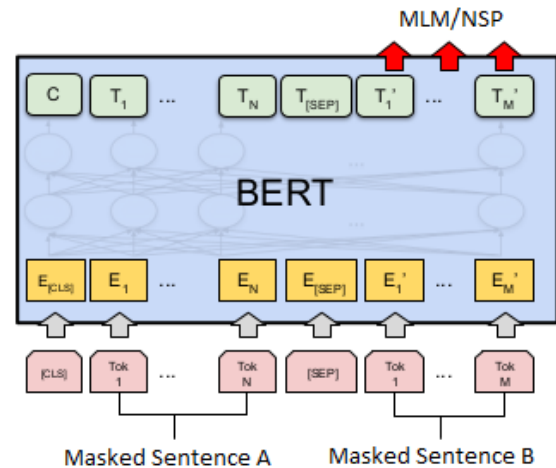 MLM/NSP
C T1 ... TN T[SEP] T1' ... TM'
...
BERT
...
E[CLS] E1 ... EN E[SEP] E1' ... EM'
[CLS] Tok 1 ... Tok N [SEP] Tok 1 ... Tok M
Masked Sentence A Masked Sentence B